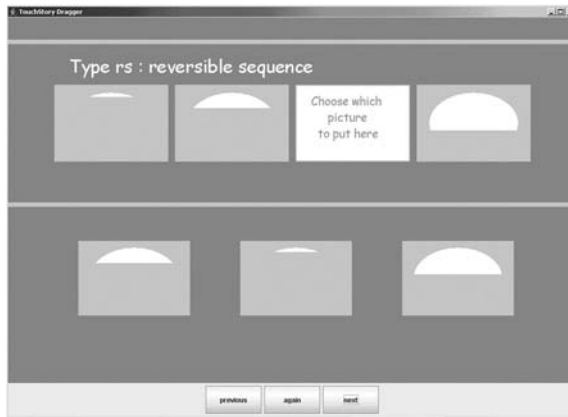 TouchStory Dragger
Type rs : reversible sequence
Choose which
picture
to put here
previous
again
next